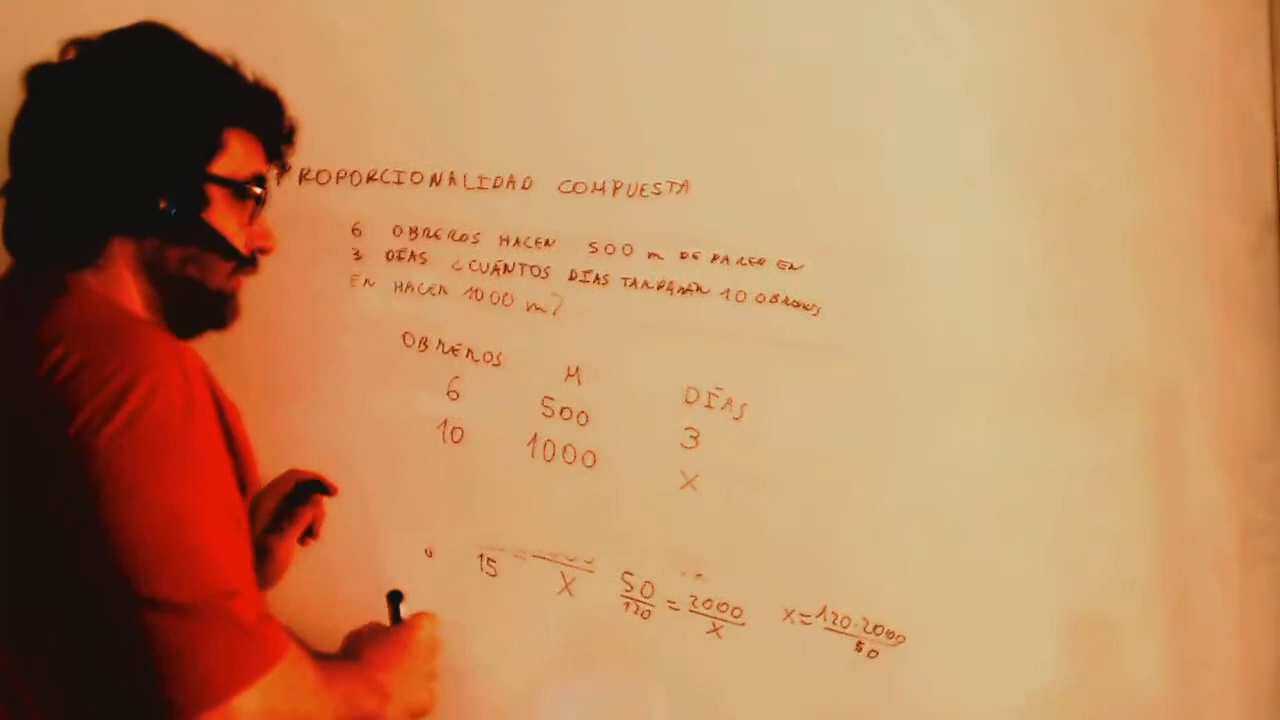 PROPORCIONALIDAD COMPUESTA
6 OBREROS HACEN 500 m DE PARED EN
3 DÍAS ¿CUÁNTOS DÍAS TARDARÁN 10 OBREROS
EN HACER 1000 m?
OBREROS M DÍAS
6 500 3
10 1000 X
15 X 50/120 = 2000/X X = 120·2000/50